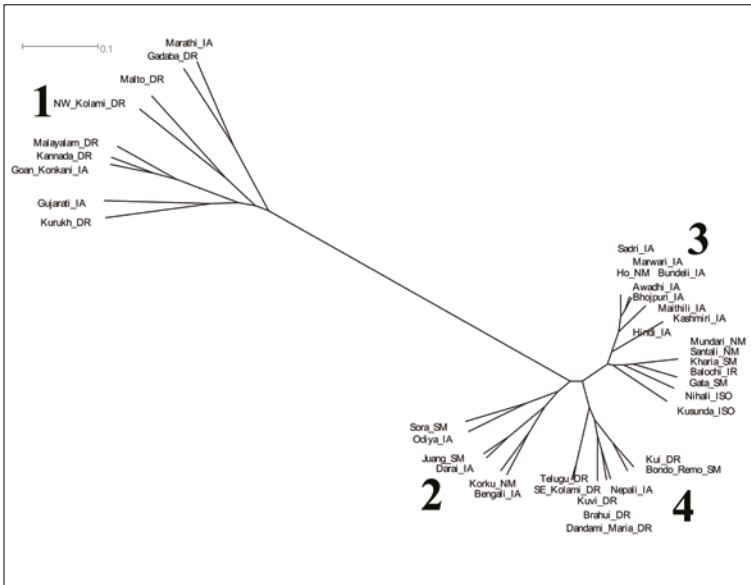 0.1
Marathi_IA
Gadaba_DR
Malto_DR
1
NW_Kolami_DR
Malayalam_DR
Kannada_DR
Goan_Konkani_IA
Gujarati_IA
Kurukh_DR
3
Sadri_IA
Marwari_IA
Ho_NM Bundeli_IA
Awadhi_IA
Bhojpuri_IA
Maithili_IA
Kashmiri_IA
Hindi_IA
Mundari_NM
Santali_NM
Kharia_SM
Balochi_IR
Gata_SM
Nihali_ISO
Kusunda_ISO
Sora_SM
Odiya_IA
Juang_SM
Darai_IA
Korku_NM
Bengali_IA
2
Kui_DR
Bondo_Remo_SM
Telugu_DR
SE_Kolami_DR Nepali_IA
Kuvi_DR
Brahui_DR
Dandami_Maria_DR
4